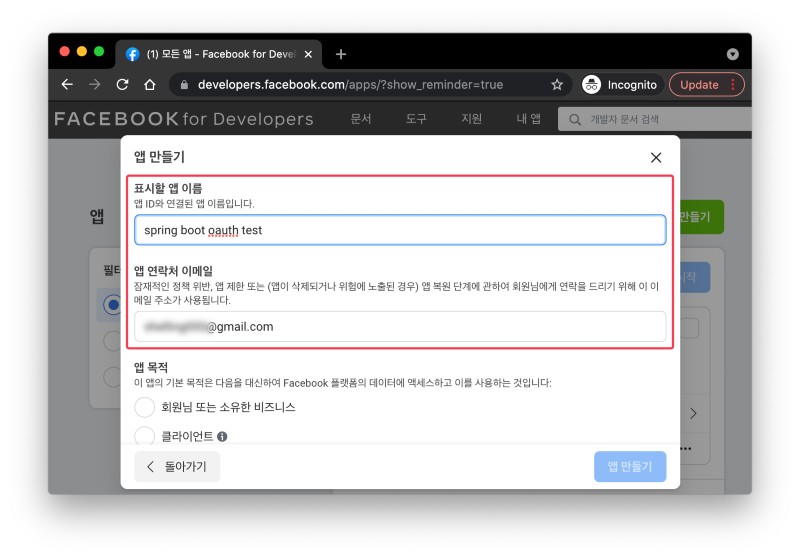 (1) 모든 앱 - Facebook for Deve
developers.facebook.com/apps/?show_reminder=true
Incognito
Update
FACEBOOK for Developers
문서
도구
지원
내 앱
개발자 문서 검색
앱 만들기
표시할 앱 이름
앱 ID와 연결된 앱 이름입니다.
앱
만들기
spring boot oauth test
앱 연락처 이메일
필터
시작
잠재적인 정책 위반, 앱 제한 또는 (앱이 삭제되거나 위험에 노출된 경우) 앱 복원 단계에 관하여 회원님에게 연락을 드리기 위해 이 이
메일 주소가 사용됩니다.
@gmail.com
앱 목적
이 앱의 기본 목적은 다음을 대신하여 Facebook 플랫폼의 데이터에 액세스하고 이를 사용하는 것입니다:
회원님 또는 소유한 비즈니스
클라이언트
돌아가기
앱 만들기